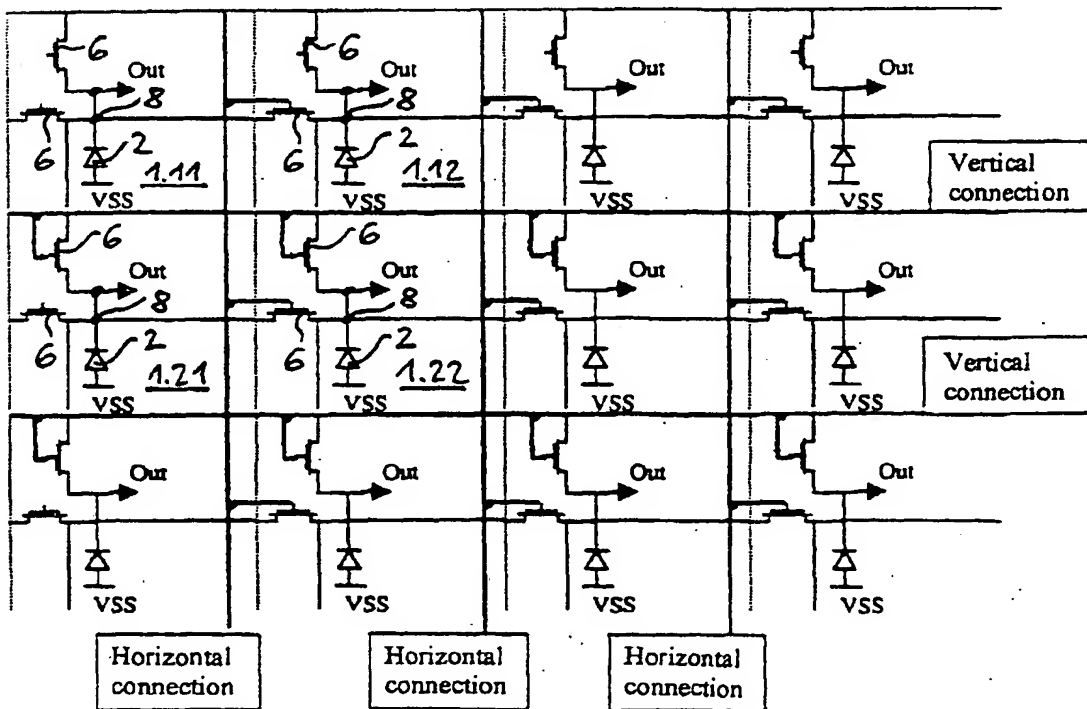 6 6
Out Out Out Out
8 8
6 2 6 2
1.11 1.12
VSS VSS VSS VSS
Vertical
connection
6 6
Out Out Out Out
8 8
6 2 6 2
1.21 1.22
VSS VSS VSS VSS
Vertical
connection
Out Out Out Out
VSS VSS VSS VSS
Horizontal
connection
Horizontal
connection
Horizontal
connection